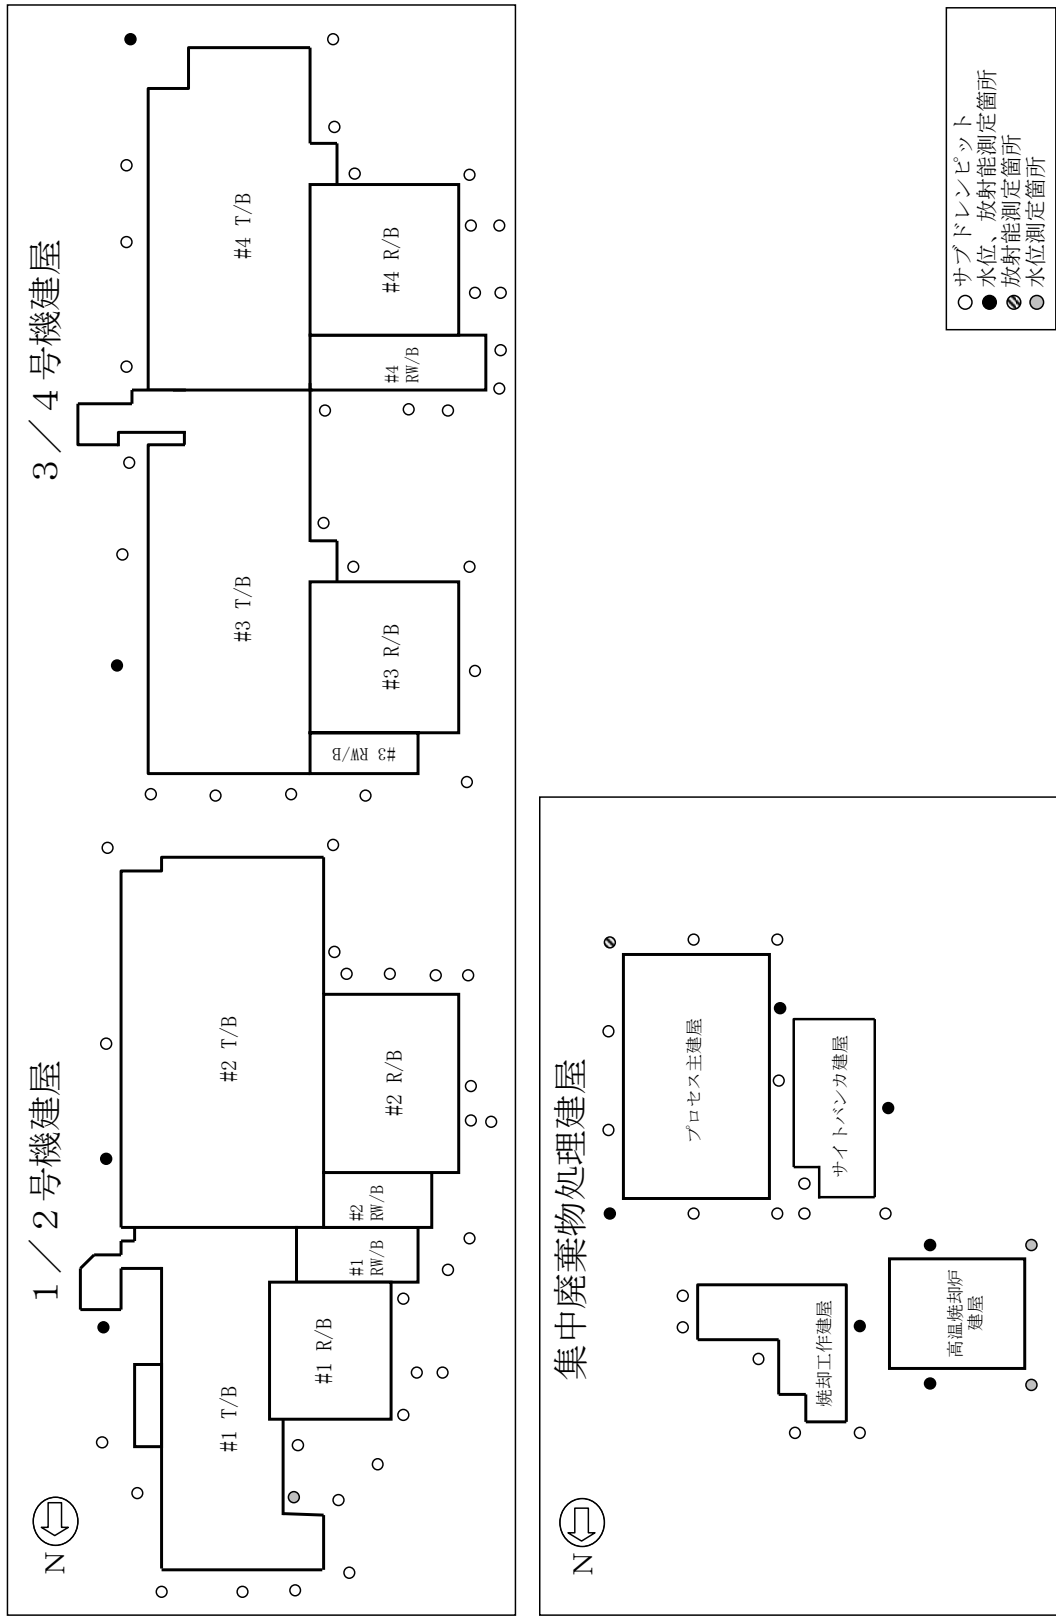 1／2 号機建屋
3／4 号機建屋
N
#1 T/B
#2 T/B
#3 T/B
#4 T/B
#1 R/B
#1
RW/B
#2
RW/B
#2 R/B
#3 RW/B
#3 R/B
#4
RW/B
#4 R/B
集中廃棄物処理建屋
N
プロセス主建屋
サイトバンカ建屋
焼却工作建屋
高温焼却炉
建屋
サブドレンピット
水位、放射能測定箇所
放射能測定箇所
水位測定箇所